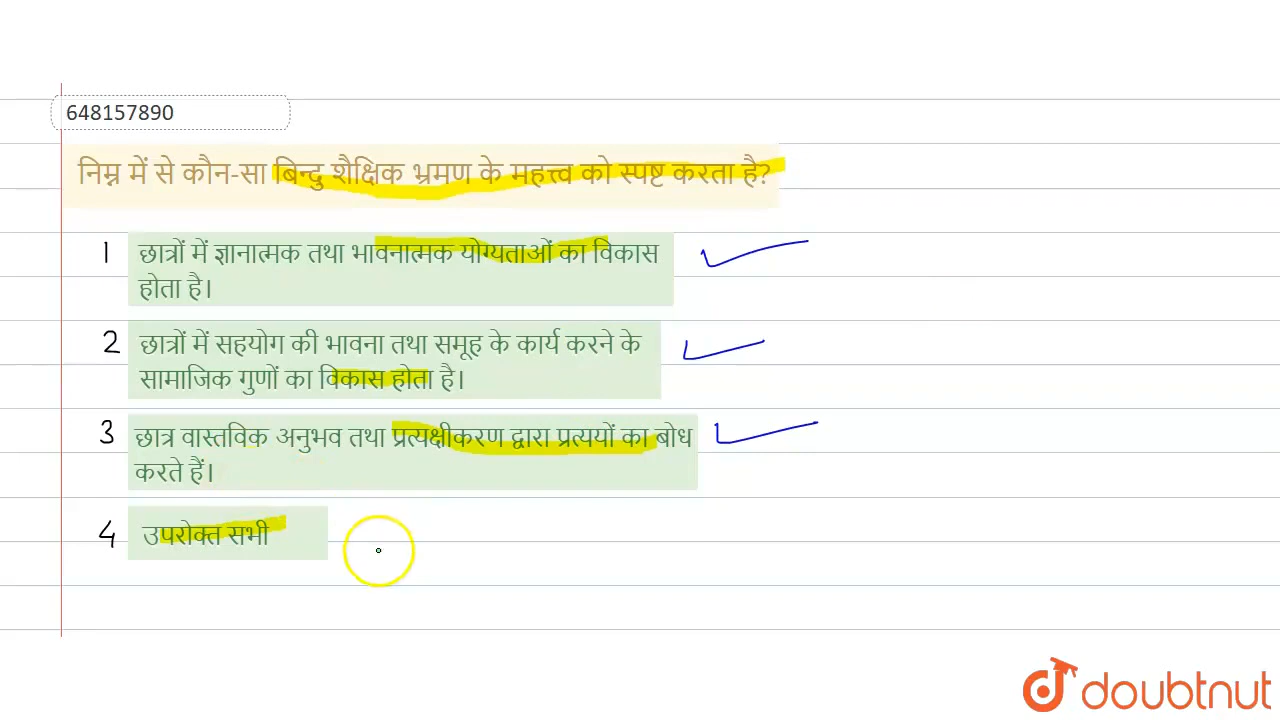 648157890
निम्न में से कौन-सा बिन्दु शैक्षिक भ्रमण के महत्त्व को स्पष्ट करता है?
1 छात्रों में ज्ञानात्मक तथा भावनात्मक योग्यताओं का विकास
होता है।
2 छात्रों में सहयोग की भावना तथा समूह के कार्य करने के
सामाजिक गुणों का विकास होता है।
3 छात्र वास्तविक अनुभव तथा प्रत्यक्षीकरण द्वारा प्रत्ययों का बोध
करते हैं।
4 उपरोक्त सभी
doubtnut